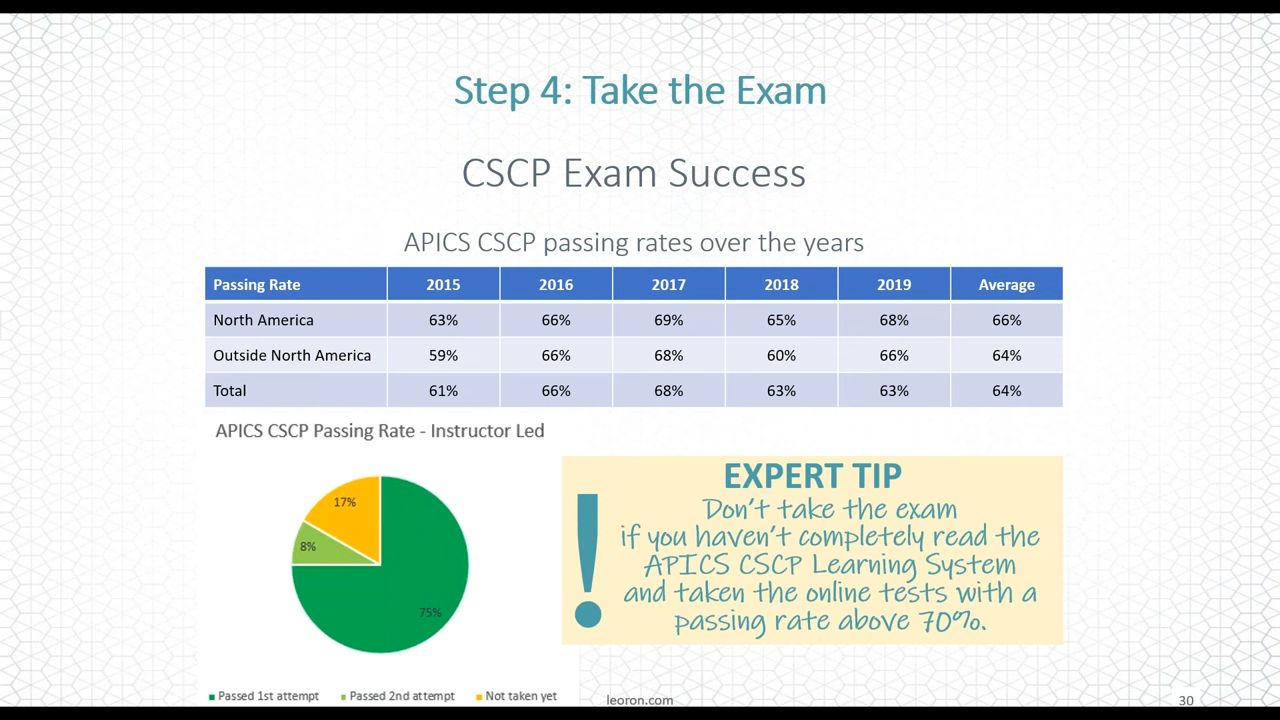 Step 4: Take the Exam
CSCP Exam Success
APICS CSCP passing rates over the years
Passing Rate 2015 2016 2017 2018 2019 Average
North America 63% 66% 69% 65% 68% 66%
Outside North America 59% 66% 68% 60% 66% 64%
Total 61% 66% 68% 63% 63% 64%
APICS CSCP Passing Rate - Instructor Led
17%
8%
75%
Passed 1st attempt Passed 2nd attempt Not taken yet
EXPERT TIP
!
Don't take the exam
if you haven't completely read the
APICS CSCP Learning System
and taken the online tests with a
passing rate above 70%.
leoron.com
30